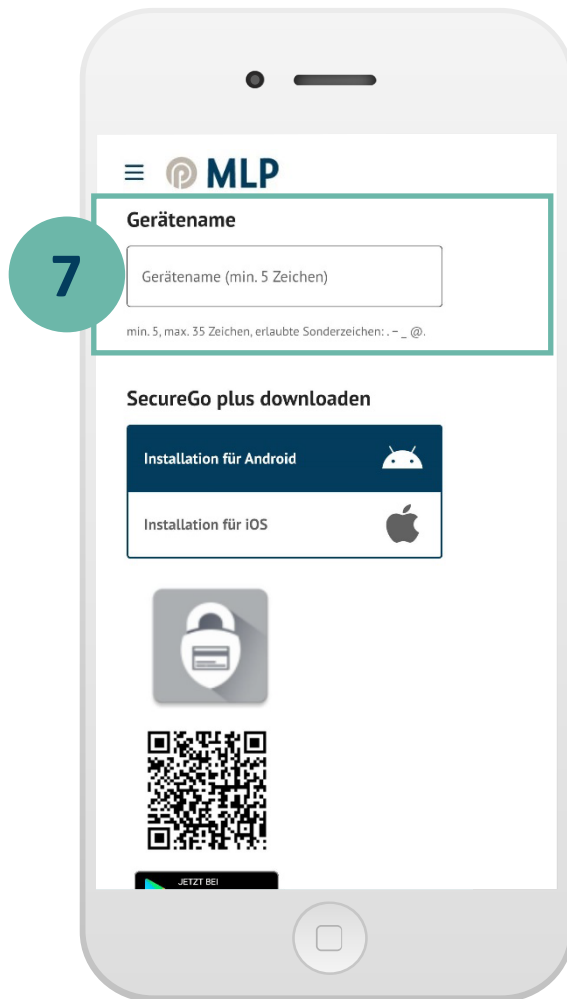 MLP
Gerätename
7
Gerätename (min. 5 Zeichen)
min. 5, max. 35 Zeichen, erlaubte Sonderzeichen: . – _ @.
SecureGo plus downloaden
Installation für Android
Installation für iOS
JETZT BEI